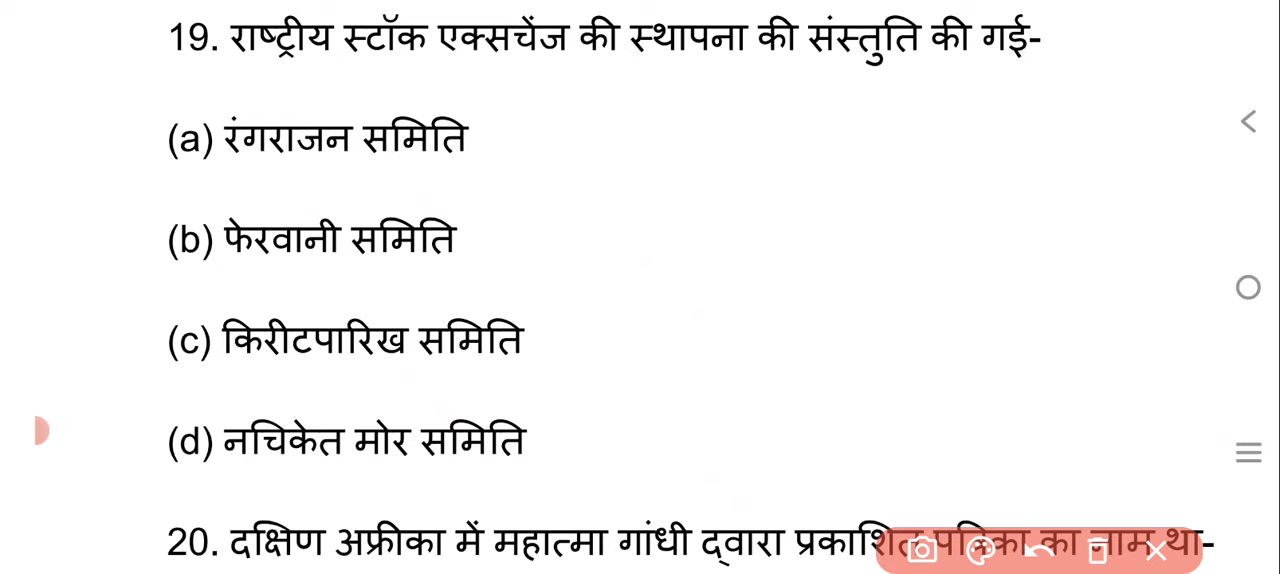 19. राष्ट्रीय स्टॉक एक्सचेंज की स्थापना की संस्तुति की गई-
(a) रंगराजन समिति
(b) फेरवानी समिति
(c) किरीटपारिख समिति
(d) नचिकेत मोर समिति
20. दक्षिण अफ्रीका में महात्मा गांधी द्वारा प्रकाशित पत्रिका का नाम था-